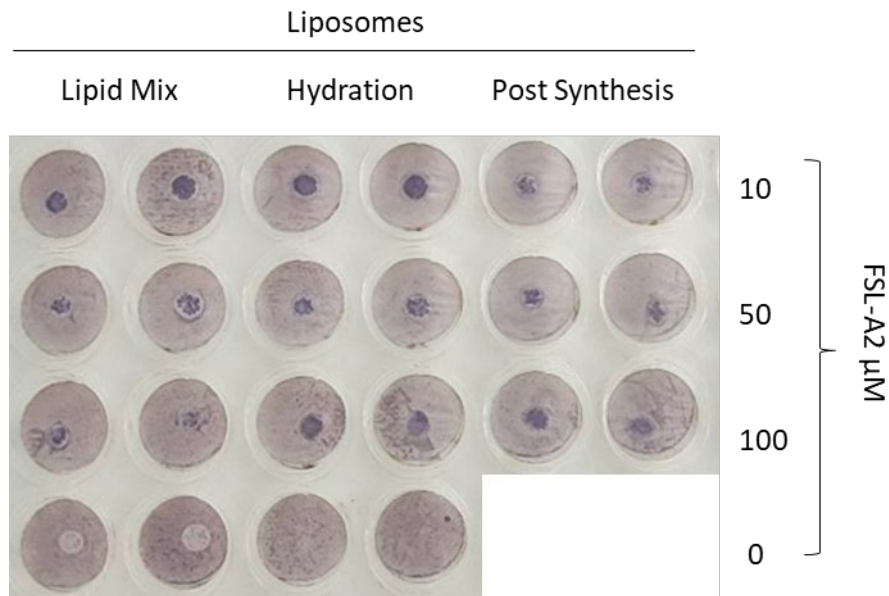 Liposomes
Lipid Mix
Hydration
Post Synthesis
10
50
100
0
FSL-A2 μM